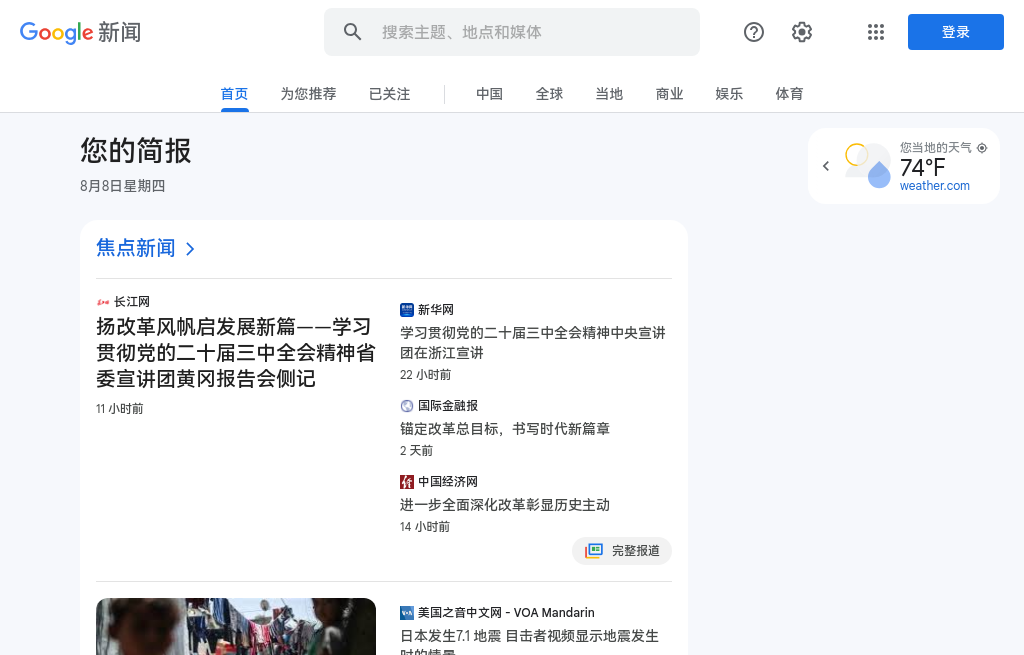 Google 新闻
搜索主题、地点和媒体
登录
首页
为您推荐
已关注
中国
全球
当地
商业
娱乐
体育
您的简报
8月8日星期四
您当地的天气
74°F
weather.com
焦点新闻
长江网
扬改革风帆启发展新篇——学习
贯彻党的二十届三中全会精神省
委宣讲团黄冈报告会侧记
11 小时前
新华网
学习贯彻党的二十届三中全会精神中央宣讲
团在浙江宣讲
22 小时前
国际金融报
锚定改革总目标，书写时代新篇章
2 天前
中国经济网
进一步全面深化改革彰显历史主动
14 小时前
完整报道
美国之音中文网 - VOA Mandarin
日本发生7.1 地震 目击者视频显示地震发生
时的情景